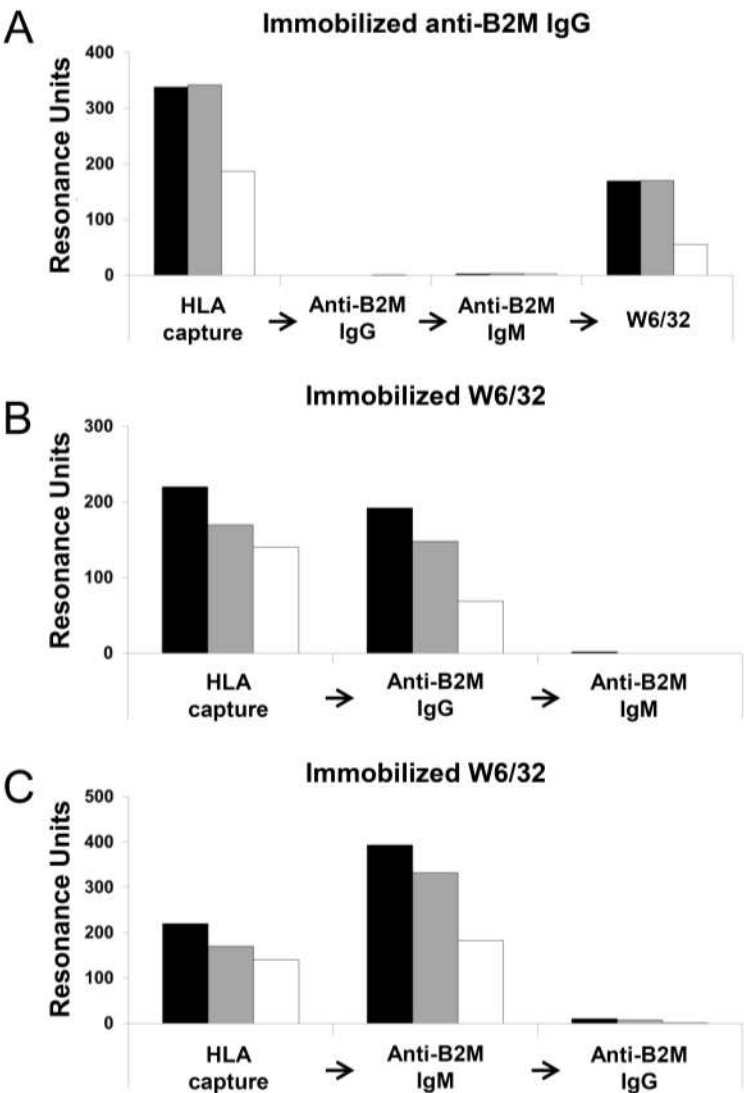 A
Immobilized anti-B2M IgG
Resonance Units
400
300
200
100
0
HLA
capture
→
Anti-B2M
IgG
→
Anti-B2M
IgM
→
W6/32
B
Immobilized W6/32
Resonance Units
300
200
100
0
HLA
capture
→
Anti-B2M
IgG
→
Anti-B2M
IgM
C
Immobilized W6/32
Resonance Units
500
400
300
200
100
0
HLA
capture
→
Anti-B2M
IgM
→
Anti-B2M
IgG